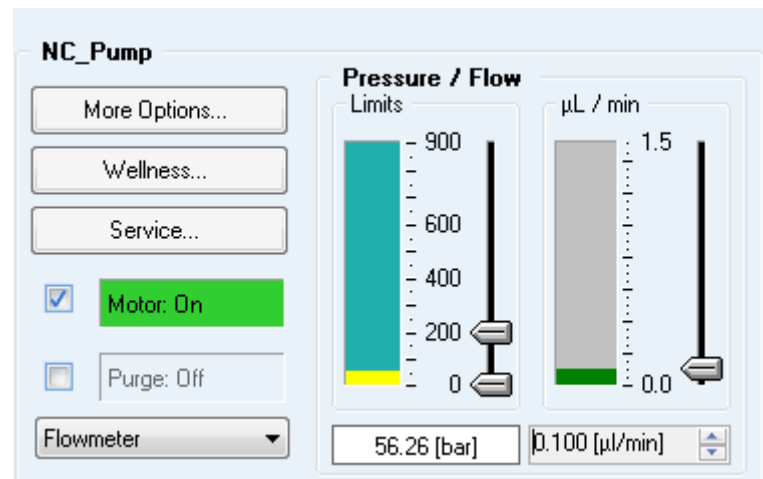 NC_Pump
More Options...
Wellness...
Service...
Motor: On
Purge: Off
Flowmeter
Pressure / Flow
Limits
900
600
400
200
0
56.26 [bar]
µL / min
1.5
0.0
0.100 [µl/min]